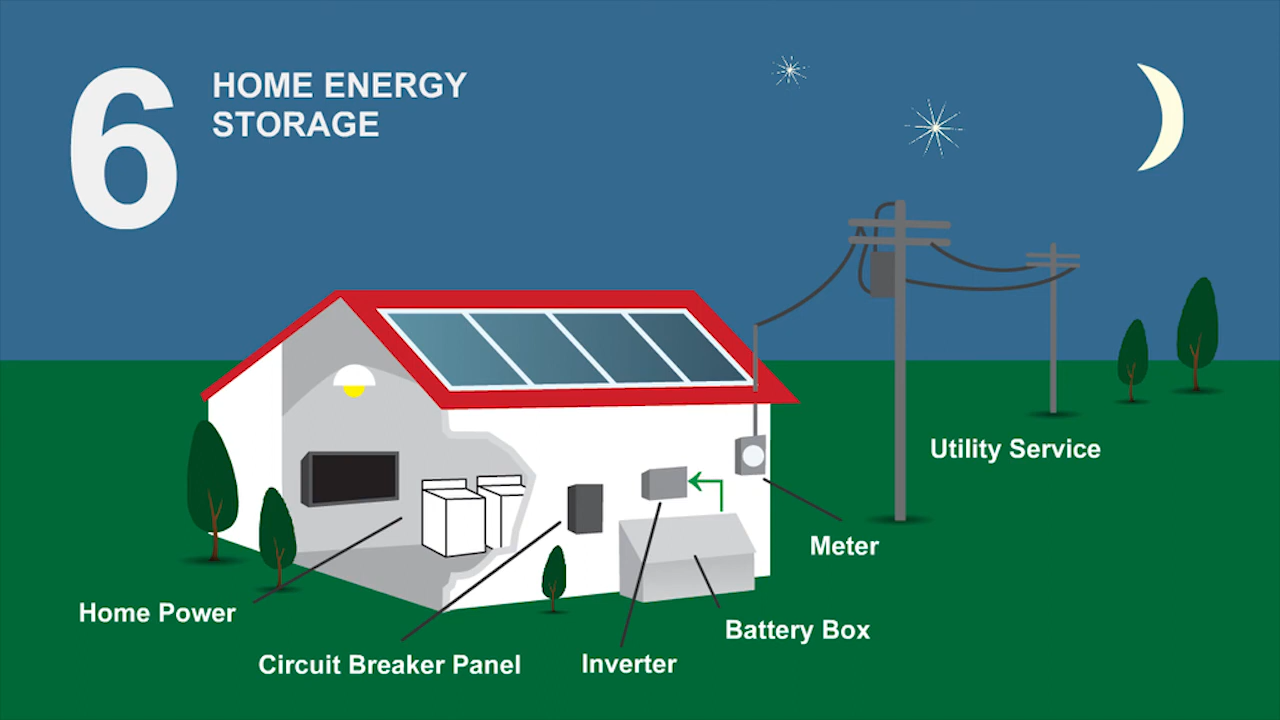 6
HOME ENERGY
STORAGE
Utility Service
Meter
Home Power
Battery Box
Circuit Breaker Panel
Inverter